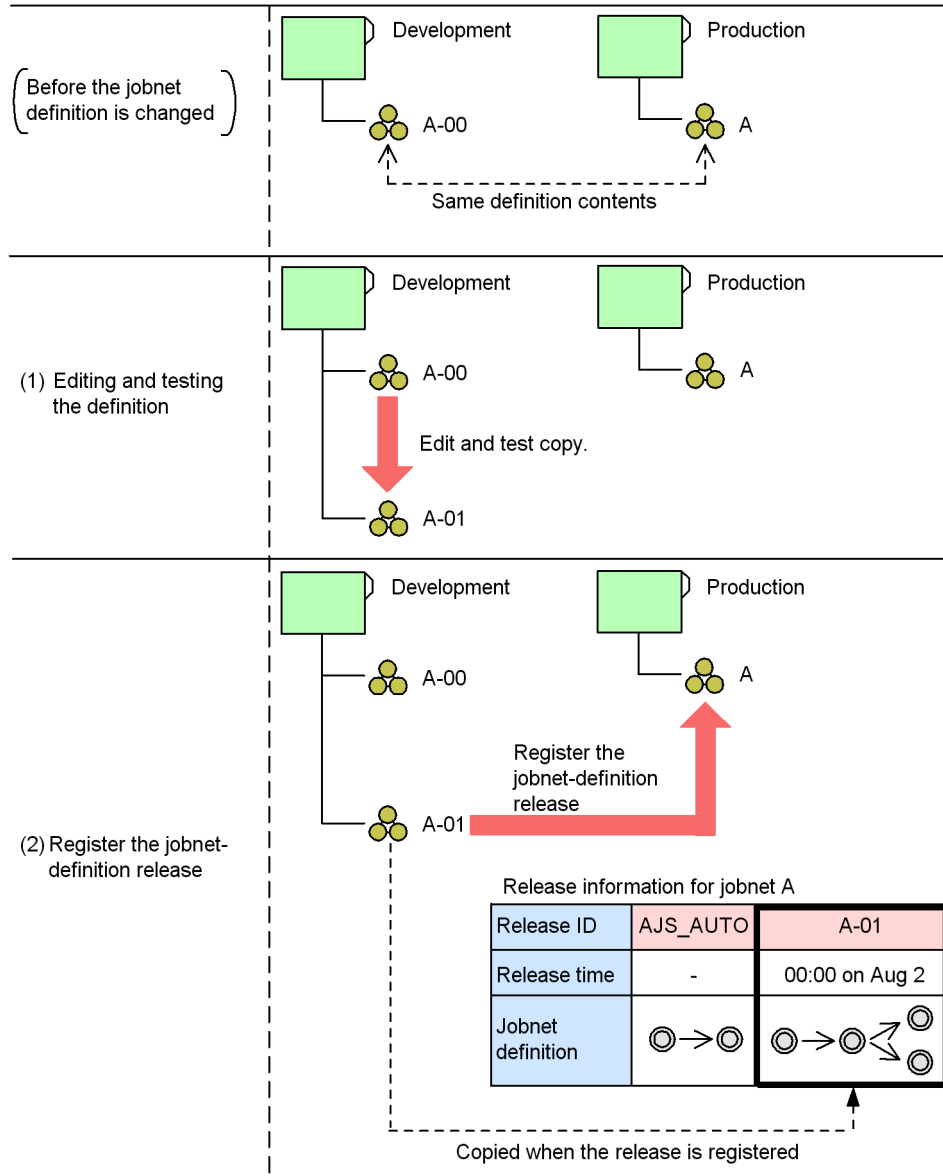 Development
Production
Before the jobnet
definition is changed
A-00
A
Same definition contents
Development
Production
(1) Editing and testing
the definition
A-00
A
Edit and test copy.
A-01
Development
Production
A-00
A
Register the
jobnet-definition
release
A-01
(2) Register the jobnet-
definition release
Release information for jobnet A
Release ID AJS_AUTO A-01
Release time - 00:00 on Aug 2
Jobnet
definition
Copied when the release is registered